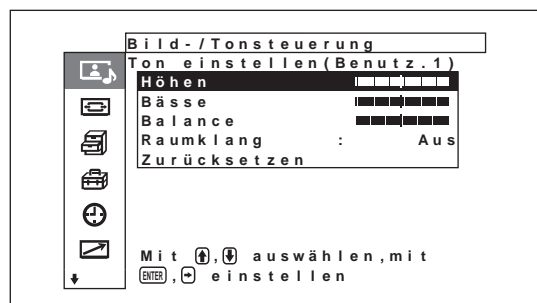 Bild-/Tonsteuerung
Ton einstellen(Benutz.1)
Höhen
Bässe
Balance
Raumklang : Aus
Zurücksetzen
Mit ↑,↓ auswählen,mit
ENTER,→ einstellen